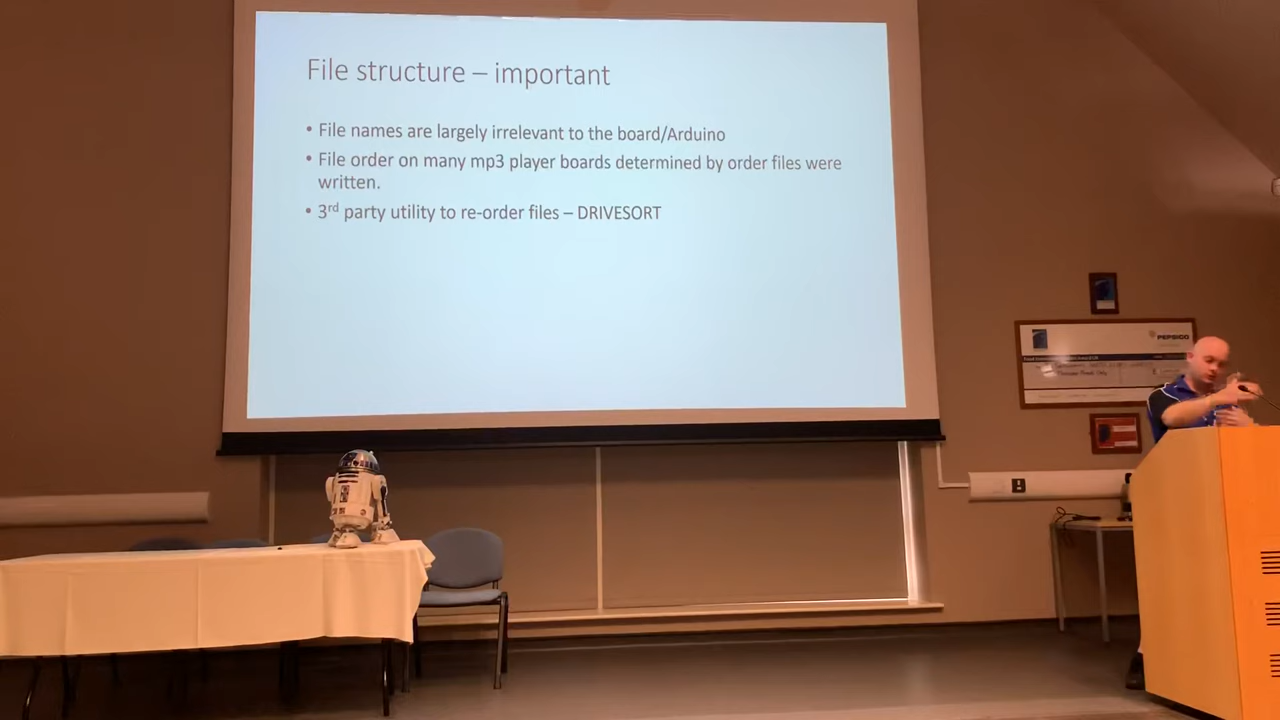 File structure – important
• File names are largely irrelevant to the board/Arduino
• File order on many mp3 player boards determined by order files were
written.
• 3rd party utility to re-order files – DRIVESORT
PEPSICO